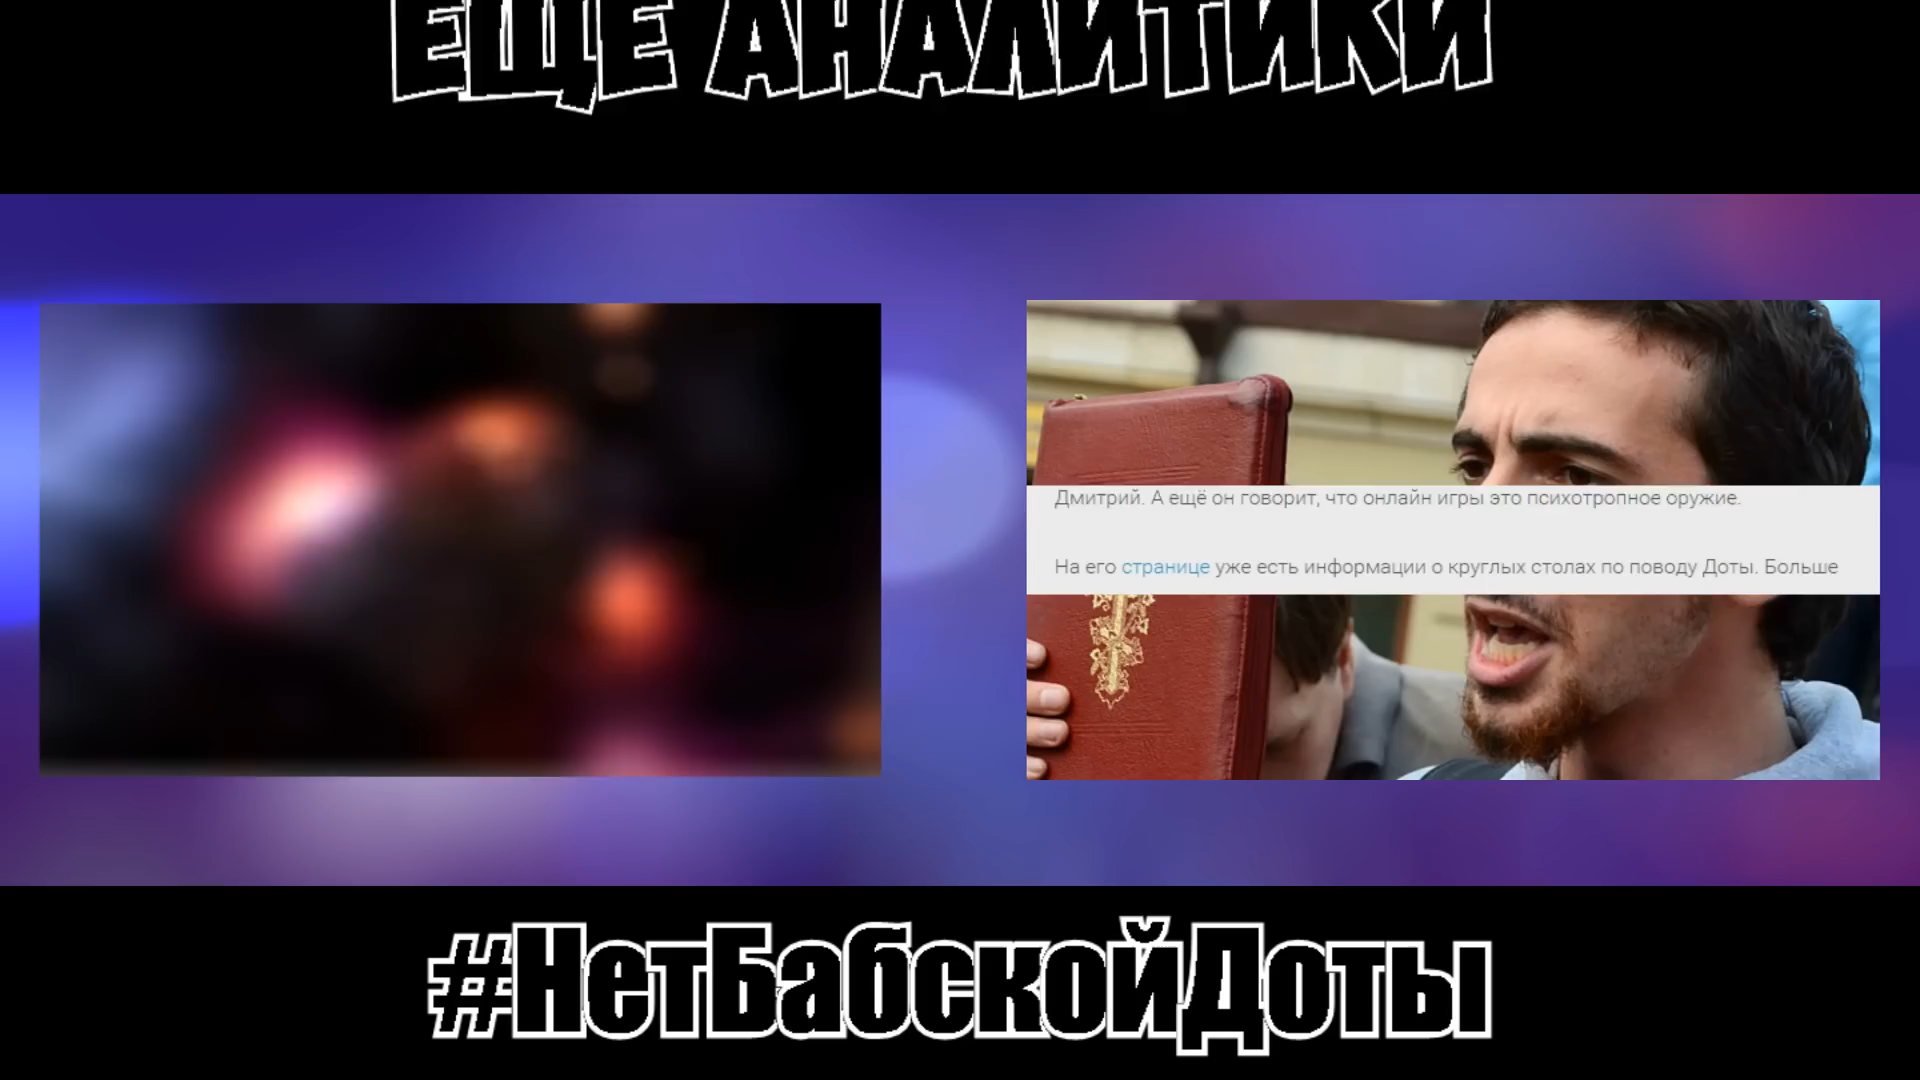 ЕЩЕ АНАЛИТИКИ
Дмитрий. А ещё он говорит, что онлайн игры это психотропное оружие.
На его странице уже есть информации о круглых столах по поводу Доты. Больше
#НетБабскойДоты